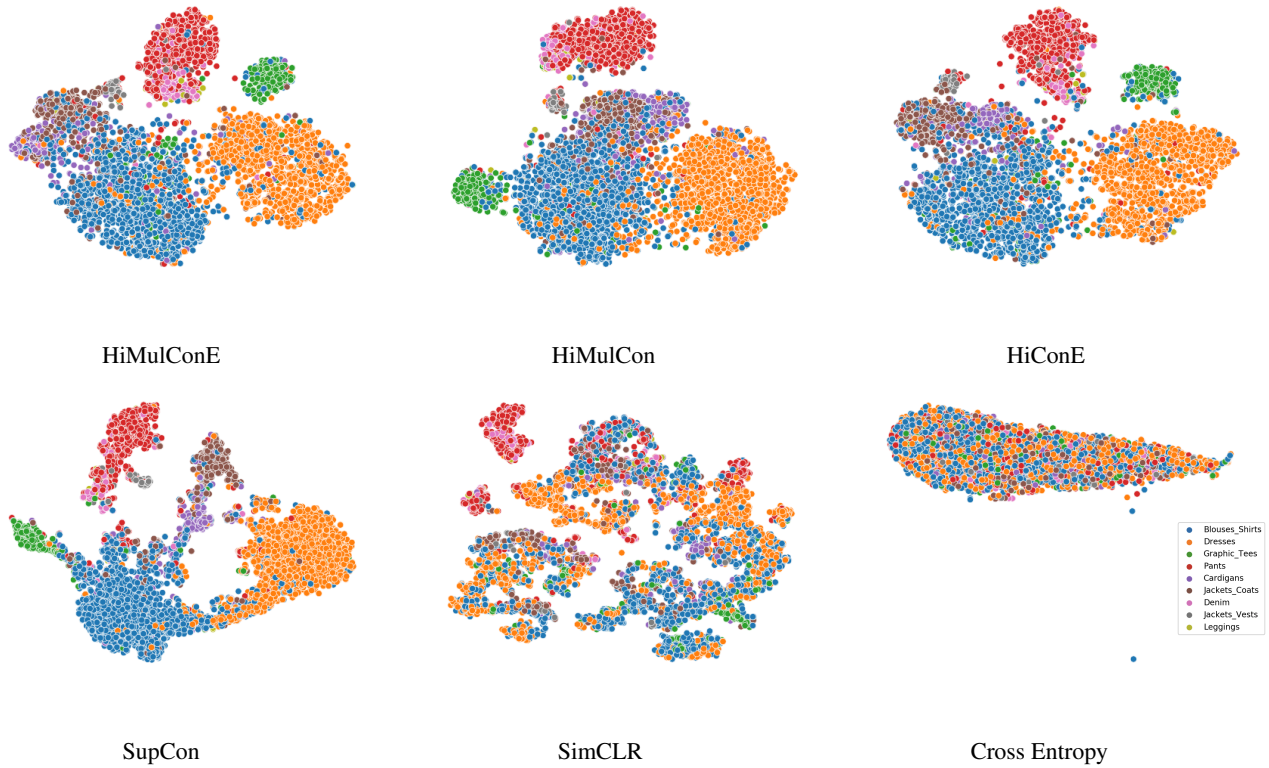 HiMulConE
HiMulCon
HiConE
Blouses_Shirts
Dresses
Graphic_Tees
Pants
Cardigans
Jackets_Coats
Denim
Jackets_Vests
Leggings
SupCon
SimCLR
Cross Entropy